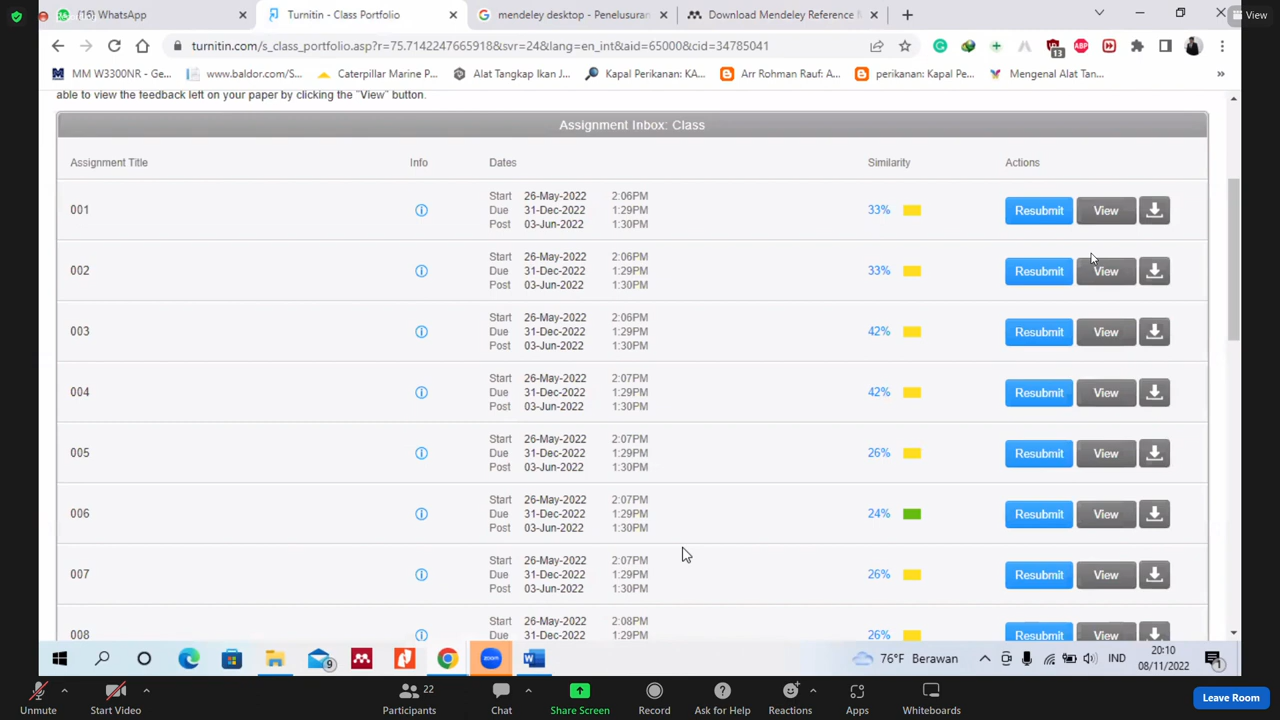 (16) WhatsApp
Turnitin - Class Portfolio
mendeley desktop - Penelusuran
Download Mendeley Reference
View
turnitin.com/s_class_portfolio.asp?r=75.7142247665918&svr=24&lang=en_int&aid=65000&cid=34785041
13
ABP
MM W3300NR - Ge...
www.baldor.com/S...
Caterpillar Marine P...
Alat Tangkap Ikan J...
Kapal Perikanan: KA...
Arr Rohman Rauf: A...
perikanan: Kapal Pe...
Mengenal Alat Tan...
able to view the feedback left on your paper by clicking the "View" button.
Assignment Inbox: Class
Assignment Title Info Dates Similarity Actions
Start 26-May-2022 2:06PM
001 Due 31-Dec-2022 1:29PM 33% Resubmit View
Post 03-Jun-2022 1:30PM
Start 26-May-2022 2:06PM
002 Due 31-Dec-2022 1:29PM 33% Resubmit View
Post 03-Jun-2022 1:30PM
Start 26-May-2022 2:06PM
003 Due 31-Dec-2022 1:29PM 42% Resubmit View
Post 03-Jun-2022 1:30PM
Start 26-May-2022 2:07PM
004 Due 31-Dec-2022 1:29PM 42% Resubmit View
Post 03-Jun-2022 1:30PM
Start 26-May-2022 2:07PM
005 Due 31-Dec-2022 1:29PM 26% Resubmit View
Post 03-Jun-2022 1:30PM
Start 26-May-2022 2:07PM
006 Due 31-Dec-2022 1:29PM 24% Resubmit View
Post 03-Jun-2022 1:30PM
Start 26-May-2022 2:07PM
007 Due 31-Dec-2022 1:29PM 26% Resubmit View
Post 03-Jun-2022 1:30PM
Start 26-May-2022 2:08PM
008 Due 31-Dec-2022 1:29PM 26% Resubmit View
9
zoom
76°F Berawan
IND
20:10
08/11/2022
1
Unmute
Start Video
22
Participants
Chat
Share Screen
Record
Ask for Help
Reactions
Apps
Whiteboards
Leave Room